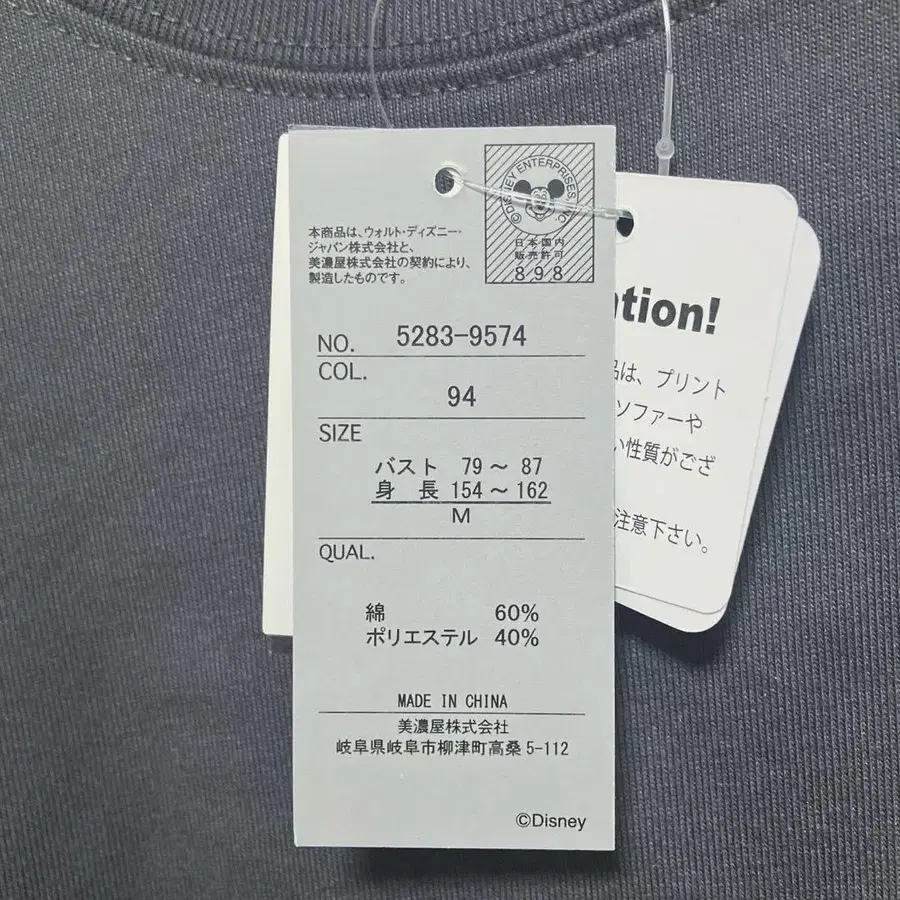 ©DISNEY ENTERPRISES, INC.
日本国内
販売許可
898
本商品は、ウォルト・ディズニー・
ジャパン株式会社と、
美濃屋株式会社の契約により、
製造したものです。
NO. 5283-9574
COL.
94
SIZE
バスト 79～ 87
身 長 154～162
M
QUAL.
綿 60%
ポリエステル 40%
MADE IN CHINA
美濃屋株式会社
岐阜県岐阜市柳津町高桑5-112
©Disney
ation!
品は、プリント
ソファーや
い性質がござ
注意下さい。